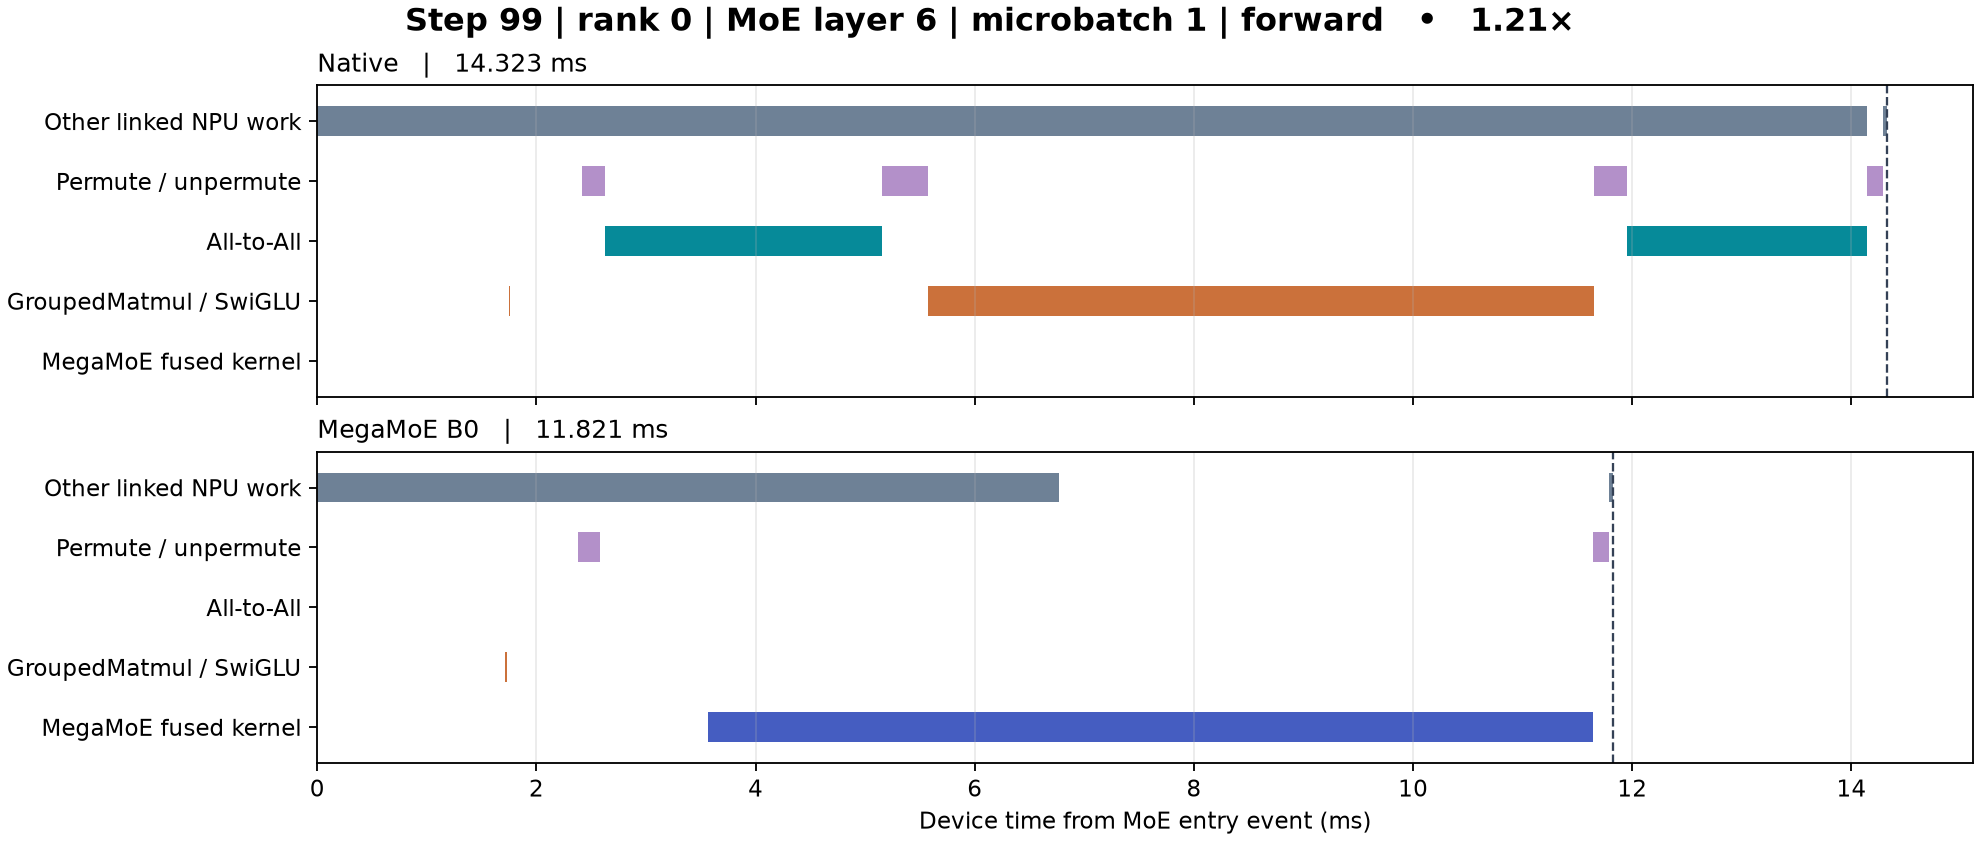 Step 99 | rank 0 | MoE layer 6 | microbatch 1 | forward • 1.21×
Native | 14.323 ms
Other linked NPU work
Permute / unpermute
All-to-All
GroupedMatmul / SwiGLU
MegaMoE fused kernel
MegaMoE B0 | 11.821 ms
Other linked NPU work
Permute / unpermute
All-to-All
GroupedMatmul / SwiGLU
MegaMoE fused kernel
0 2 4 6 8 10 12 14
Device time from MoE entry event (ms)